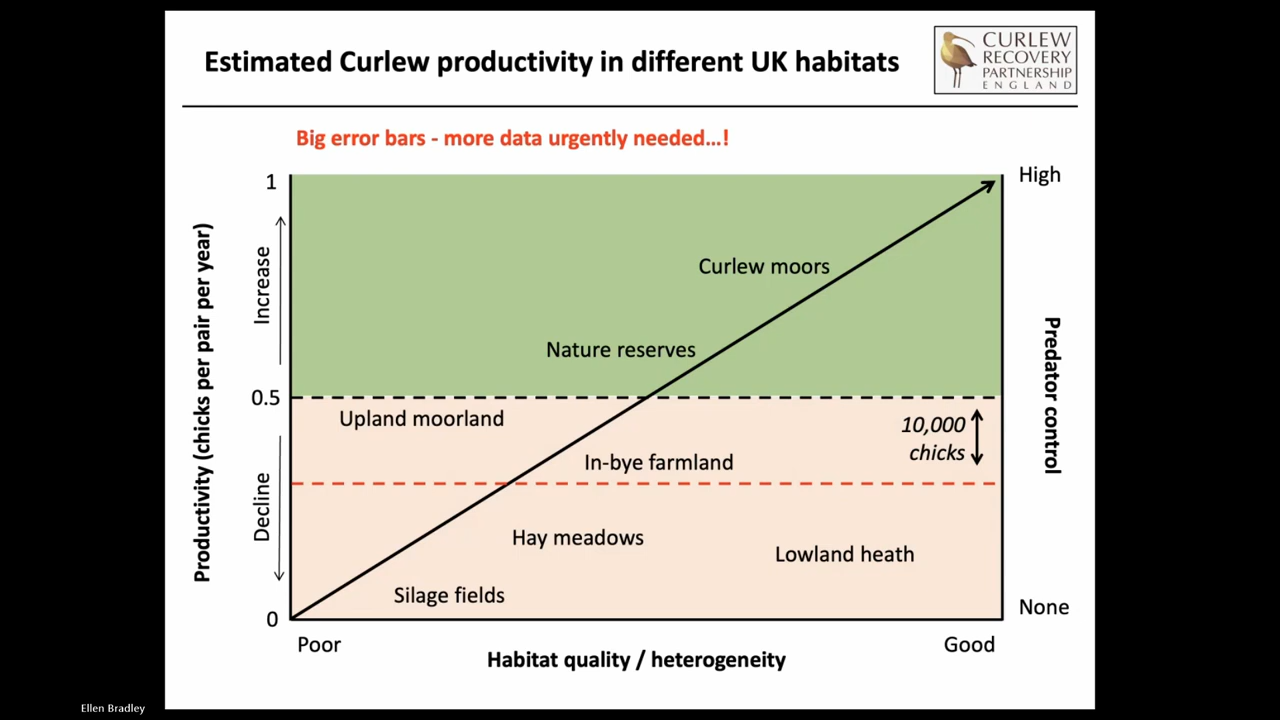 Estimated Curlew productivity in different UK habitats
CURLEW
RECOVERY
PARTNERSHIP
ENGLAND
Big error bars - more data urgently needed...!
1
High
Increase
Productivity (chicks per pair per year)
Curlew moors
Predator control
Nature reserves
0.5
Upland moorland
10,000
chicks
In-bye farmland
Decline
Hay meadows
Lowland heath
Silage fields
0
None
Poor
Good
Habitat quality / heterogeneity
Ellen Bradley